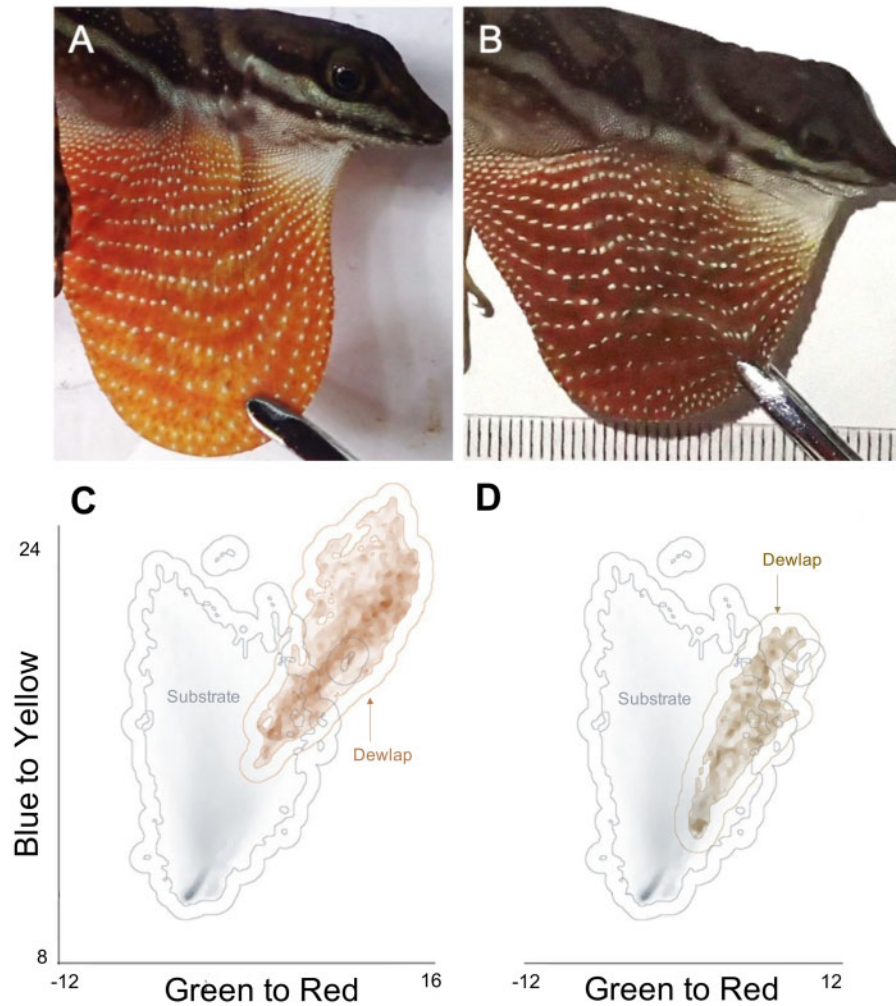 A
B
C
D
24
Dewlap
Substrate
Substrate
Dewlap
Blue to Yellow
8
-12
16
-12
12
Green to Red
Green to Red